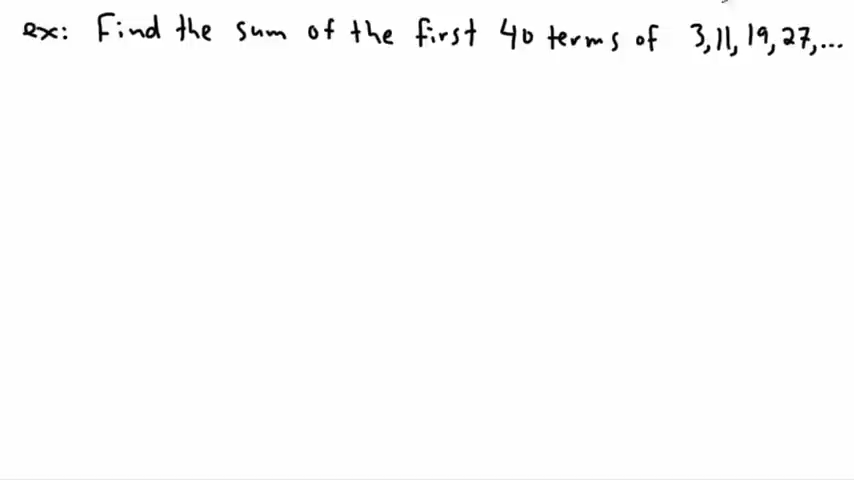 ex: Find the sum of the first 40 terms of 3, 11, 19, 27, ...